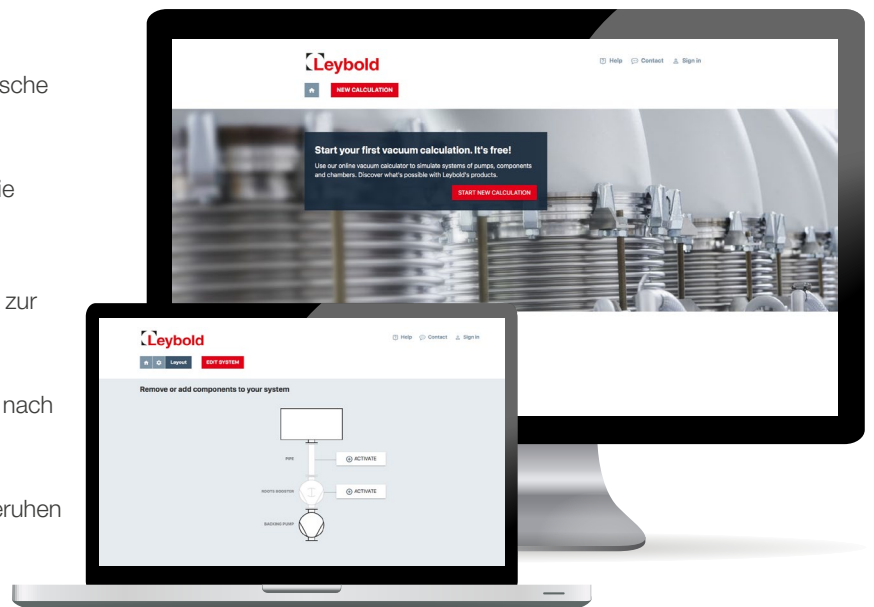 sche
ie
zur
nach
eruhen
Leybold
Help Contact Sign in
NEW CALCULATION
Start your first vacuum calculation. It's free!
Use our online vacuum calculator to simulate systems of pumps, components
and chambers. Discover what's possible with Leybold's products.
START NEW CALCULATION
Leybold
Help Contact Sign in
Layout EDIT SYSTEM
Remove or add components to your system
PIPE ACTIVATE
ROOTS BOOSTER ACTIVATE
BACKING PUMP